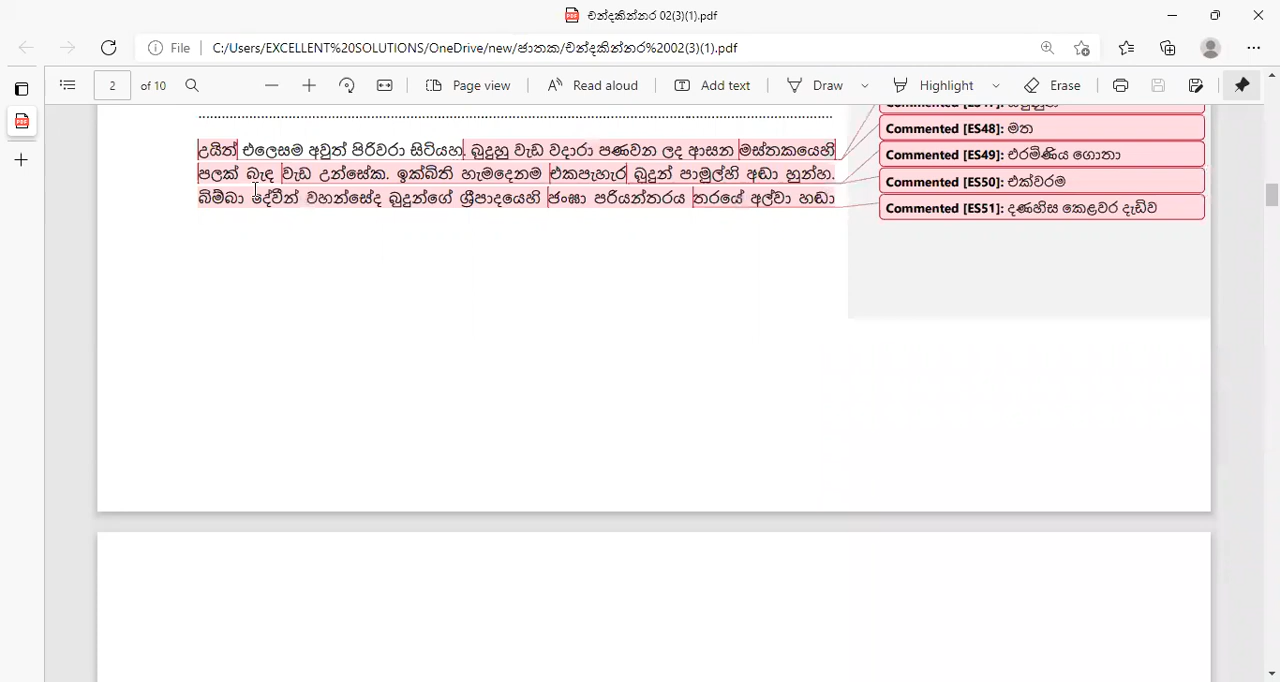 චන්දකින්නර 02(3)(1).pdf
File C:/Users/EXCELLENT%20SOLUTIONS/OneDrive/new/ජාතක/චන්දකින්නර%2002(3)(1).pdf
2 of 10 Page view Read aloud Add text Draw Highlight Erase
Commented [ES48]: මත
Commented [ES49]: එරමිණිය ගොතා
Commented [ES50]: එක්වරම
Commented [ES51]: දණහිස කෙළවර දැඩිව
උයින් එලෙසම අවුත් පිරිවරා සිටියහ. බුදුහු වැඩ වදාරා පණවන ලද ආසන මස්තකයෙහි
පලක් බැඳ වැඩ උන්සේක. ඉක්බිති හැමදෙනම එකපැහැර බුදුන් පාමුල්හි අඬා හුන්හ.
බිම්බා දේවීන් වහන්සේද බුදුන්ගේ ශ්‍රීපාදයෙහි ජංඝා පරියන්තරය තරයේ අල්වා හඬා